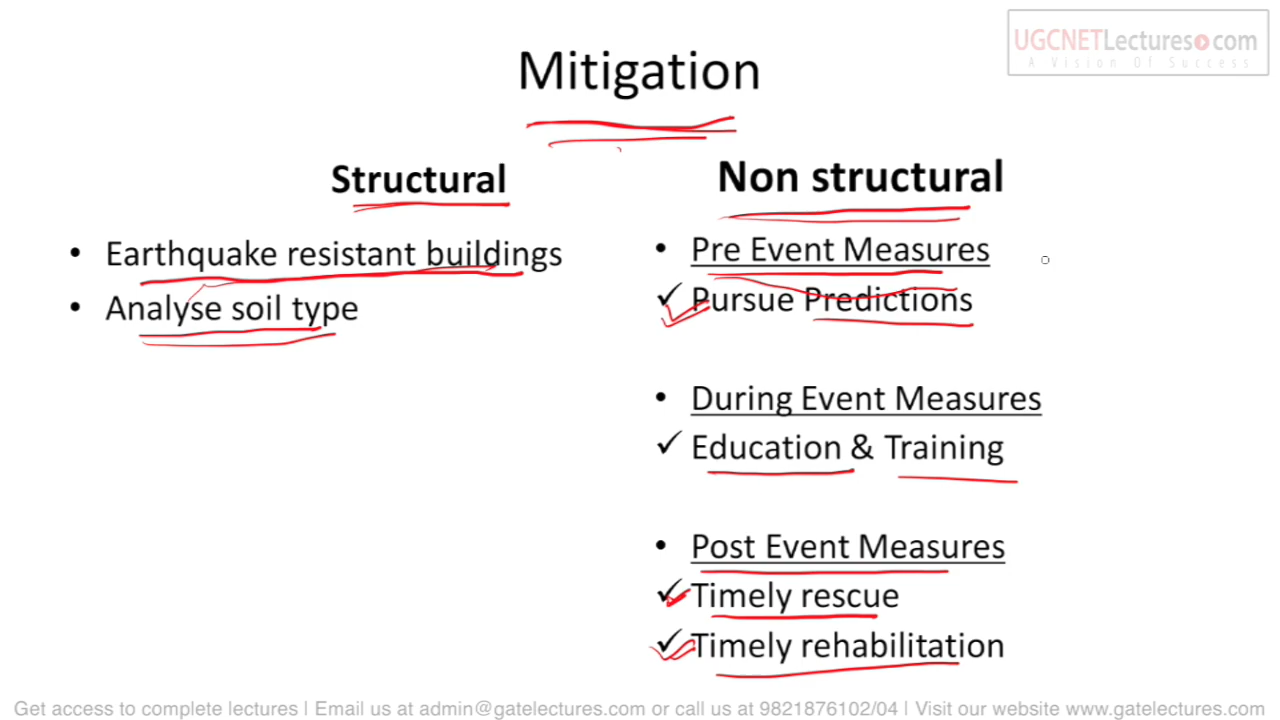 UGCNETLectures.com
A Vision Of Success
Mitigation
Structural
• Earthquake resistant buildings
• Analyse soil type
Non structural
• Pre Event Measures
✓ Pursue Predictions
• During Event Measures
✓ Education & Training
• Post Event Measures
✓ Timely rescue
✓ Timely rehabilitation
Get access to complete lectures | Email us at admin@gatelectures.com or call us at 9821876102/04 | Visit our website www.gatelectures.com